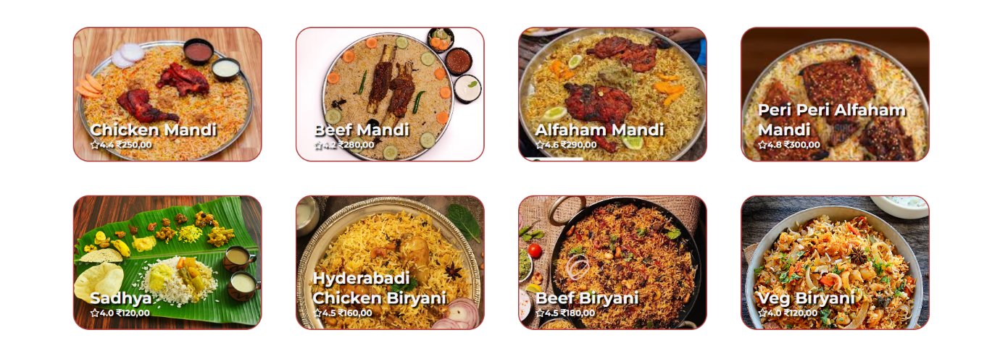 Chicken Mandi
☆4.4 ₹250,00
Beef Mandi
☆4.2 ₹280,00
Alfaham Mandi
☆4.6 ₹290,00
Peri Peri Alfaham
Mandi
☆4.8 ₹300,00
Sadhya
☆4.0 ₹120,00
Hyderabadi
Chicken Biryani
☆4.5 ₹160,00
Beef Biryani
☆4.5 ₹180,00
Veg Biryani
☆4.0 ₹120,00